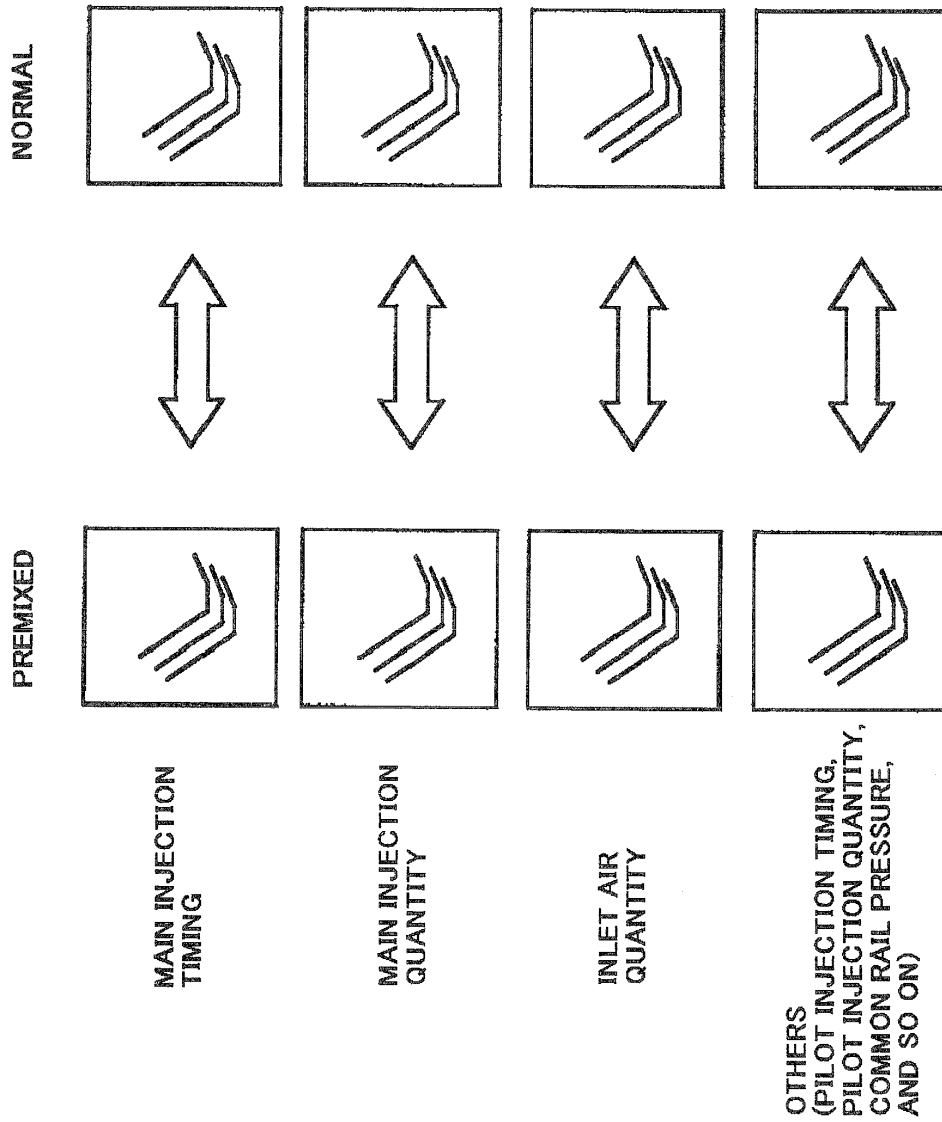 PREMIXED
NORMAL
MAIN INJECTION
TIMING
MAIN INJECTION
QUANTITY
INLET AIR
QUANTITY
OTHERS
(PILOT INJECTION TIMING,
PILOT INJECTION QUANTITY,
COMMON RAIL PRESSURE,
AND SO ON)